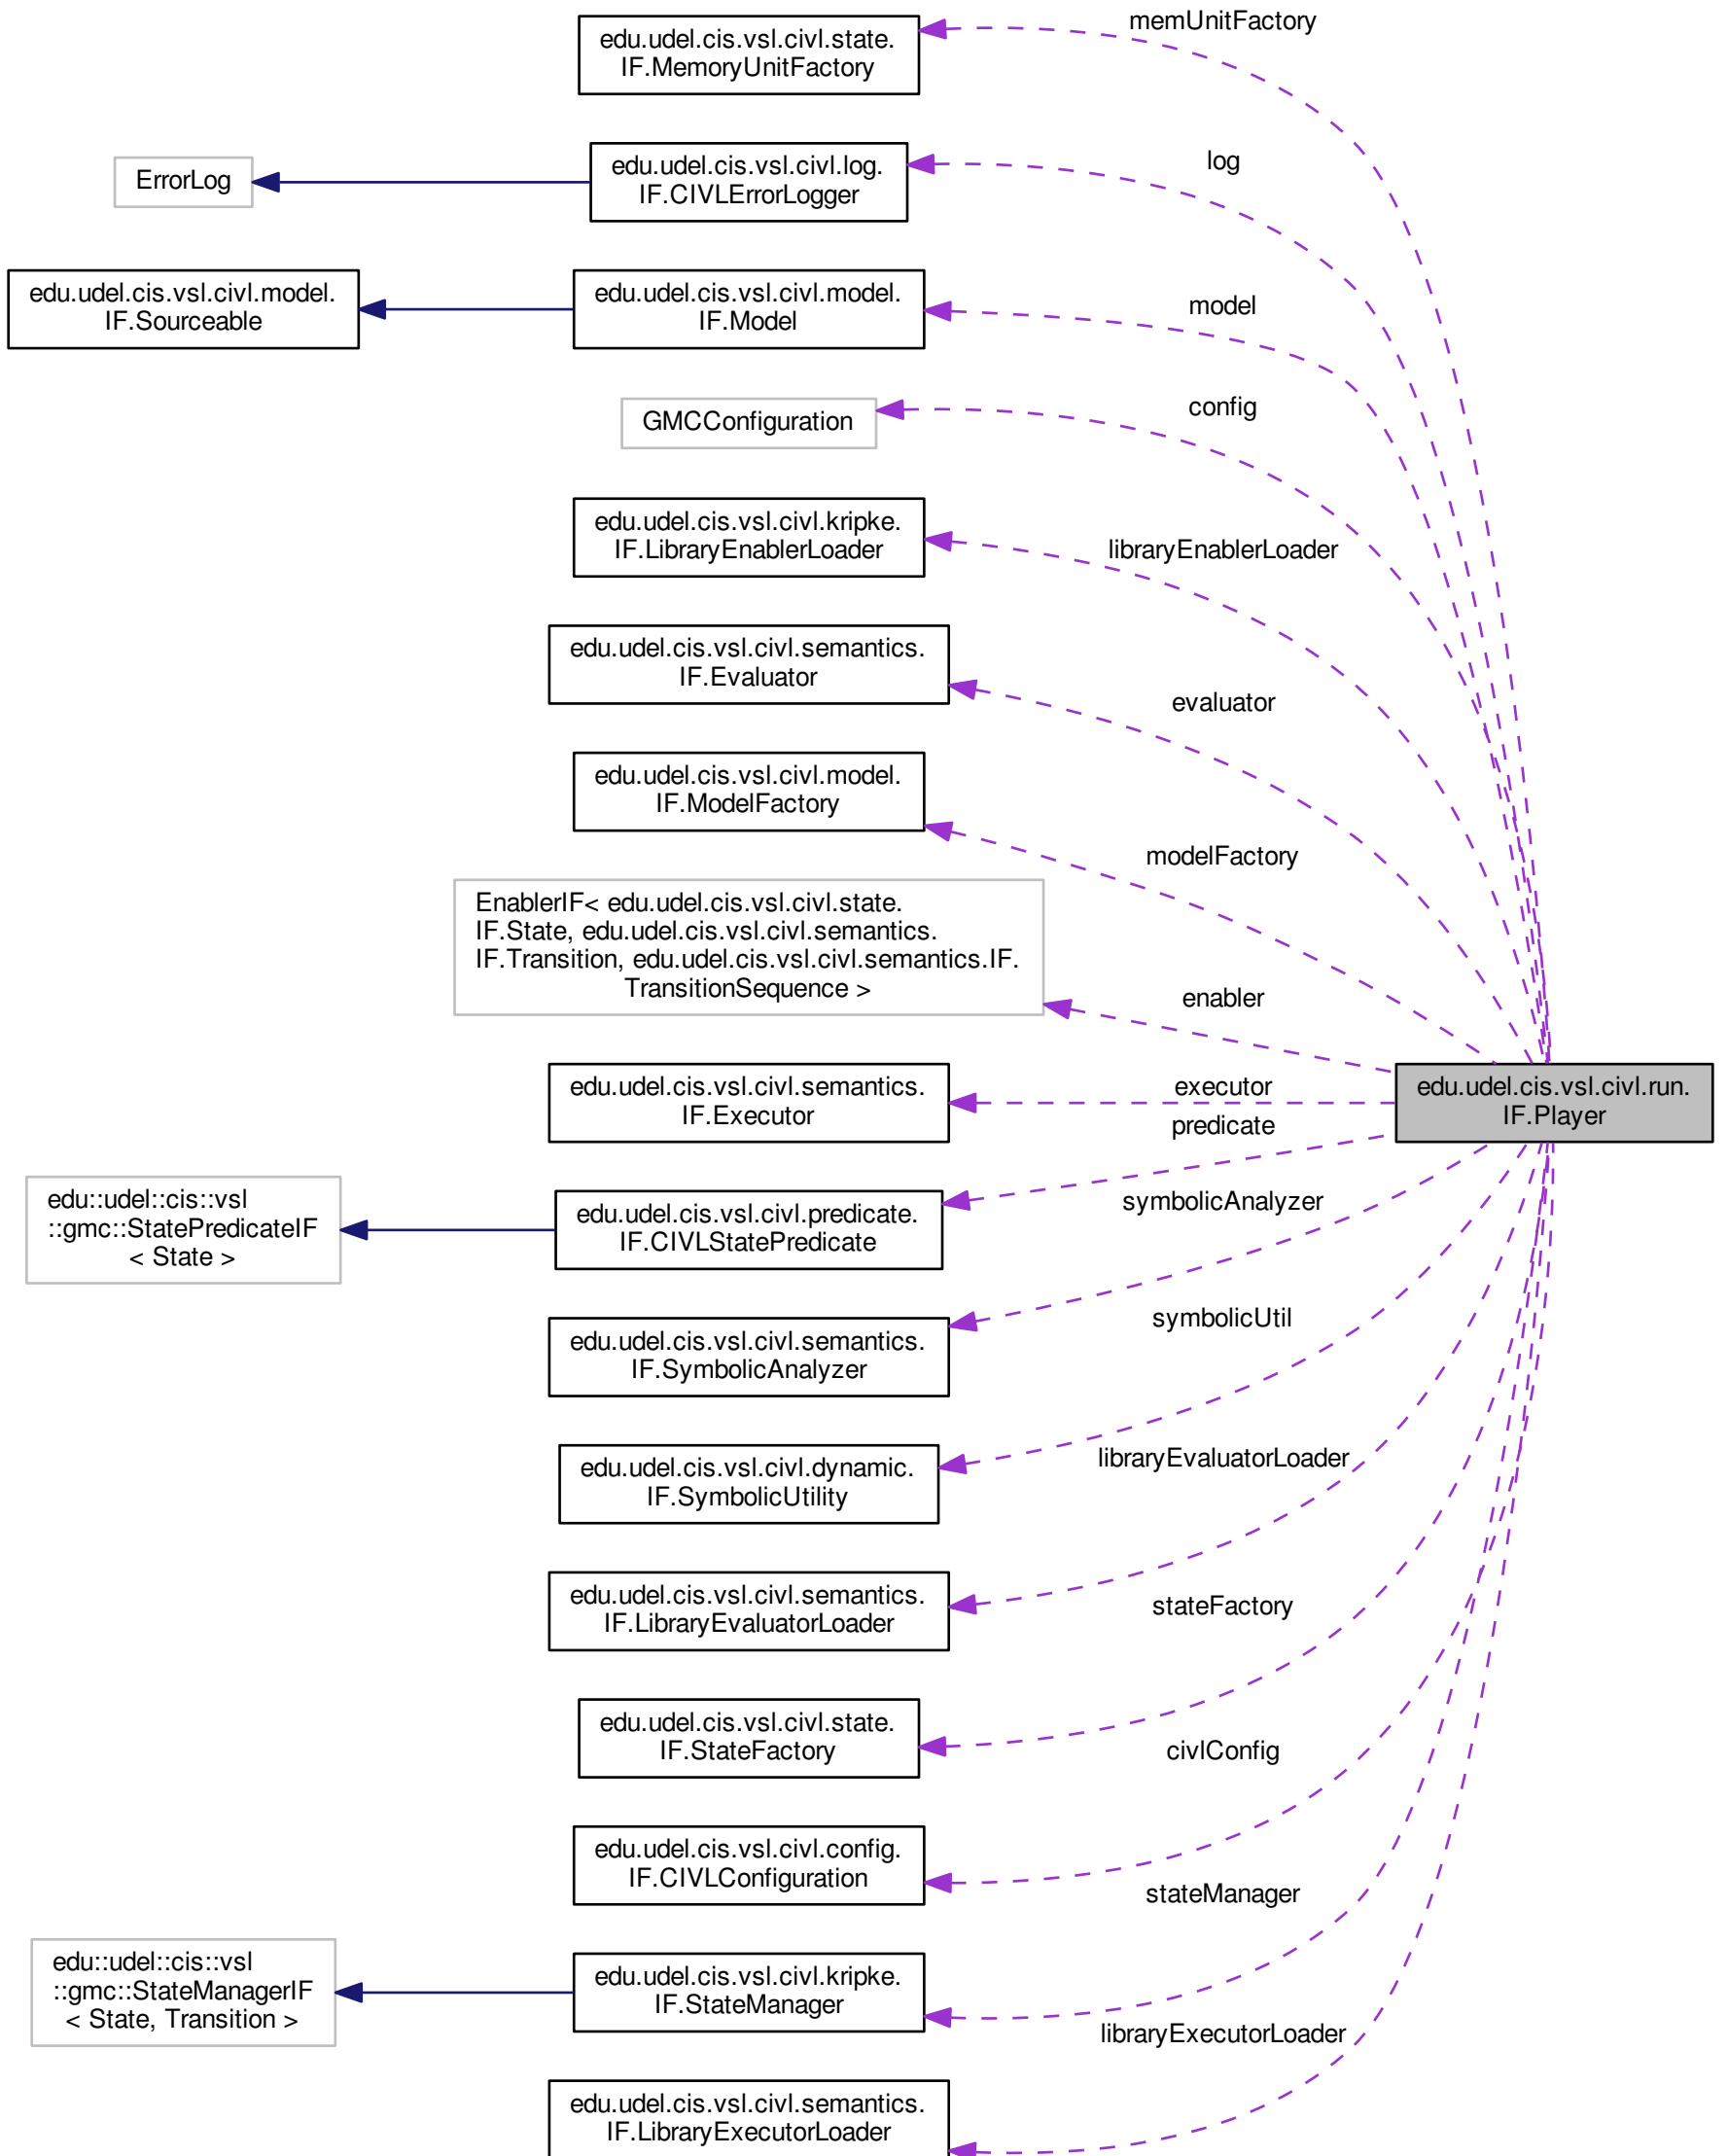 memUnitFactory
edu.udel.cis.vsl.civl.state.
IF.MemoryUnitFactory
log
ErrorLog
edu.udel.cis.vsl.civl.log.
IF.CIVLErrorLogger
edu.udel.cis.vsl.civl.model.
IF.Sourceable
edu.udel.cis.vsl.civl.model.
IF.Model
model
GMCConfiguration
config
edu.udel.cis.vsl.civl.kripke.
IF.LibraryEnablerLoader
libraryEnablerLoader
edu.udel.cis.vsl.civl.semantics.
IF.Evaluator
evaluator
edu.udel.cis.vsl.civl.model.
IF.ModelFactory
modelFactory
EnablerIF< edu.udel.cis.vsl.civl.state.
IF.State, edu.udel.cis.vsl.civl.semantics.
IF.Transition, edu.udel.cis.vsl.civl.semantics.IF.
TransitionSequence >
enabler
edu.udel.cis.vsl.civl.semantics.
IF.Executor
executor
edu.udel.cis.vsl.civl.run.
IF.Player
predicate
edu::udel::cis::vsl
::gmc::StatePredicateIF
< State >
edu.udel.cis.vsl.civl.predicate.
IF.CIVLStatePredicate
symbolicAnalyzer
edu.udel.cis.vsl.civl.semantics.
IF.SymbolicAnalyzer
symbolicUtil
edu.udel.cis.vsl.civl.dynamic.
IF.SymbolicUtility
libraryEvaluatorLoader
edu.udel.cis.vsl.civl.semantics.
IF.LibraryEvaluatorLoader
stateFactory
edu.udel.cis.vsl.civl.state.
IF.StateFactory
civlConfig
edu.udel.cis.vsl.civl.config.
IF.CIVLConfiguration
stateManager
edu::udel::cis::vsl
::gmc::StateManagerIF
< State, Transition >
edu.udel.cis.vsl.civl.kripke.
IF.StateManager
libraryExecutorLoader
edu.udel.cis.vsl.civl.semantics.
IF.LibraryExecutorLoader